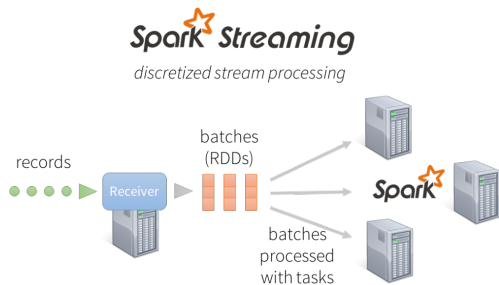 Spark Streaming
discretized stream processing
records
Receiver
batches
(RDDs)
Spark
batches
processed
with tasks